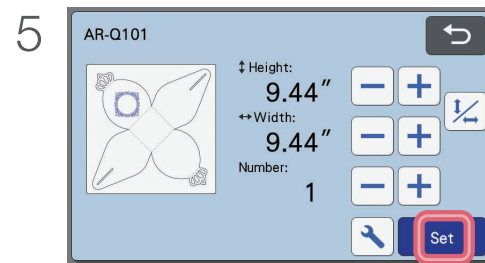 5
AR-Q101
↕ Height:
9.44"
↔ Width:
9.44"
Number:
1
Set